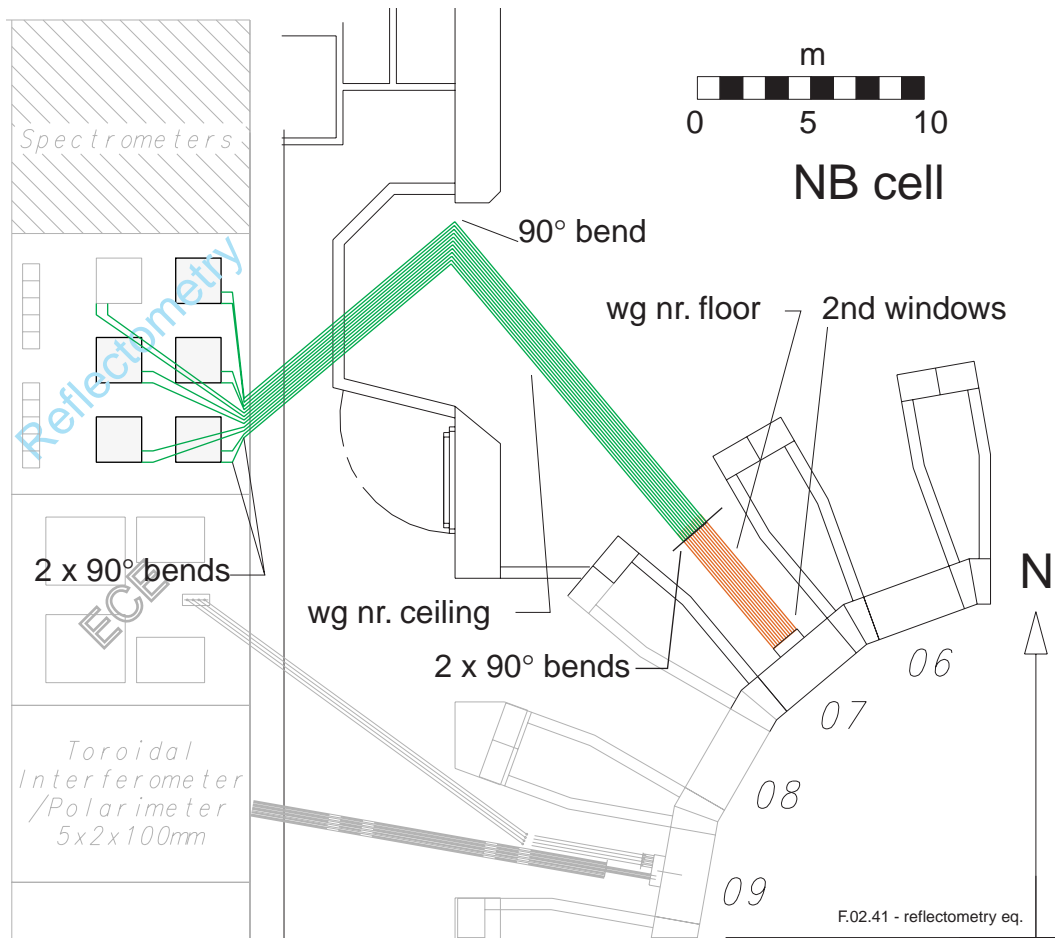 m
0 5 10
NB cell
Spectrometers
Reflectometry
90° bend
wg nr. floor
2nd windows
2 x 90° bends
ECE
wg nr. ceiling
2 x 90° bends
N
06
07
08
09
Toroidal
Interferometer
/Polarimeter
5x2x100mm
F.02.41 - reflectometry eq.